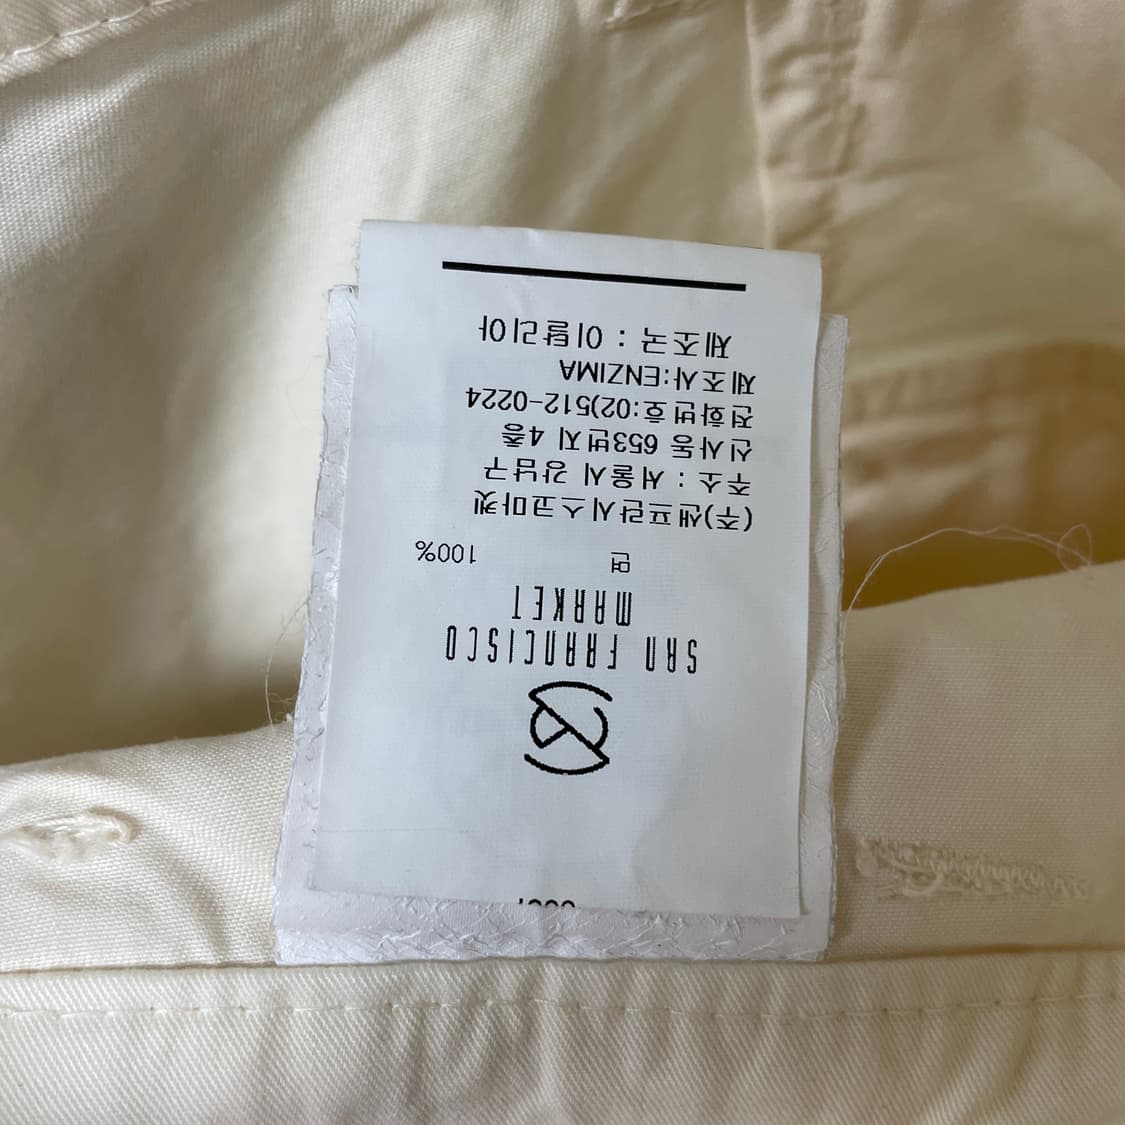 SAN FRANCISCO
MARKET
면 100%
(주)샌프란시스코마켓
주소 : 서울시 강남구
신사동 653번지 4층
전화번호:02)512-0224
제조사:ENZIMA
제조국 : 이탈리아